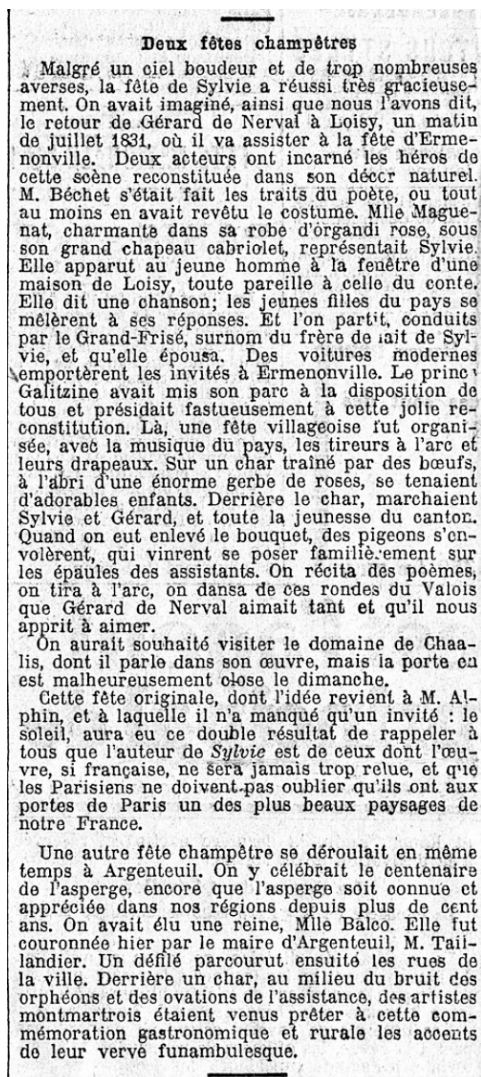 Deux fêtes champêtres
Malgré un ciel boudeur et de trop nombreuses
averses, la fête de Sylvie a réussi très gracieuse-
ment. On avait imaginé, ainsi que nous l'avons dit,
le retour de Gérard de Nerval à Loisy, un matin
de juillet 1831, où il va assister à la fête d'Erme-
nonville. Deux acteurs ont incarné les héros de
cette scène reconstituée dans son décor naturel.
M. Béchet s'était fait les traits du poète, ou tout
au moins en avait revêtu le costume. Mlle Mague-
nat, charmante dans sa robe d'organdi rose, sous
son grand chapeau cabriolet, représentait Sylvie.
Elle apparut au jeune homme à la fenêtre d'une
maison de Loisy, toute pareille à celle du conte.
Elle dit une chanson; les jeunes filles du pays se
mêlèrent à ses réponses. Et l'on partit, conduits
par le Grand-Frisé, surnom du frère de lait de Syl-
vie, et qu'elle épousa. Des voitures modernes
emportèrent les invités à Ermenonville. Le prince
Galitzine avait mis son parc à la disposition de
tous et présidait fastueusement à cette jolie re-
constitution. Là, une fête villageoise fut organi-
sée, avec la musique du pays, les tireurs à l'arc et
leurs drapeaux. Sur un char traîné par des bœufs,
à l'abri d'une énorme gerbe de roses, se tenaient
d'adorables enfants. Derrière le char, marchaient
Sylvie et Gérard, et toute la jeunesse du canton.
Quand on eut enlevé le bouquet, des pigeons s'en-
volèrent, qui vinrent se poser familièrement sur
les épaules des assistants. On récita des poèmes,
on tira à l'arc, on dansa de ces rondes du Valois
que Gérard de Nerval aimait tant et qu'il nous
apprit à aimer.
On aurait souhaité visiter le domaine de Chaa-
lis, dont il parle dans son œuvre, mais la porte en
est malheureusement close le dimanche.
Cette fête originale, dont l'idée revient à M. Al-
phin, et à laquelle il n'a manqué qu'un invité : le
soleil, aura eu ce double résultat de rappeler à
tous que l'auteur de Sylvie est de ceux dont l'œu-
vre, si française, ne sera jamais trop relue, et que
les Parisiens ne doivent pas oublier qu'ils ont aux
portes de Paris un des plus beaux paysages de
notre France.
Une autre fête champêtre se déroulait en même
temps à Argenteuil. On y célébrait le centenaire
de l'asperge, encore que l'asperge soit connue et
appréciée dans nos régions depuis plus de cent
ans. On avait élu une reine, Mlle Balco. Elle fut
couronnée hier par le maire d'Argenteuil, M. Tail-
landier. Un défilé parcourut ensuite les rues de
la ville. Derrière un char, au milieu du bruit des
orphéons et des ovations de l'assistance, des artistes
montmartrois étaient venus prêter à cette com-
mémoration gastronomique et rurale les accents
de leur verve funambulesque.